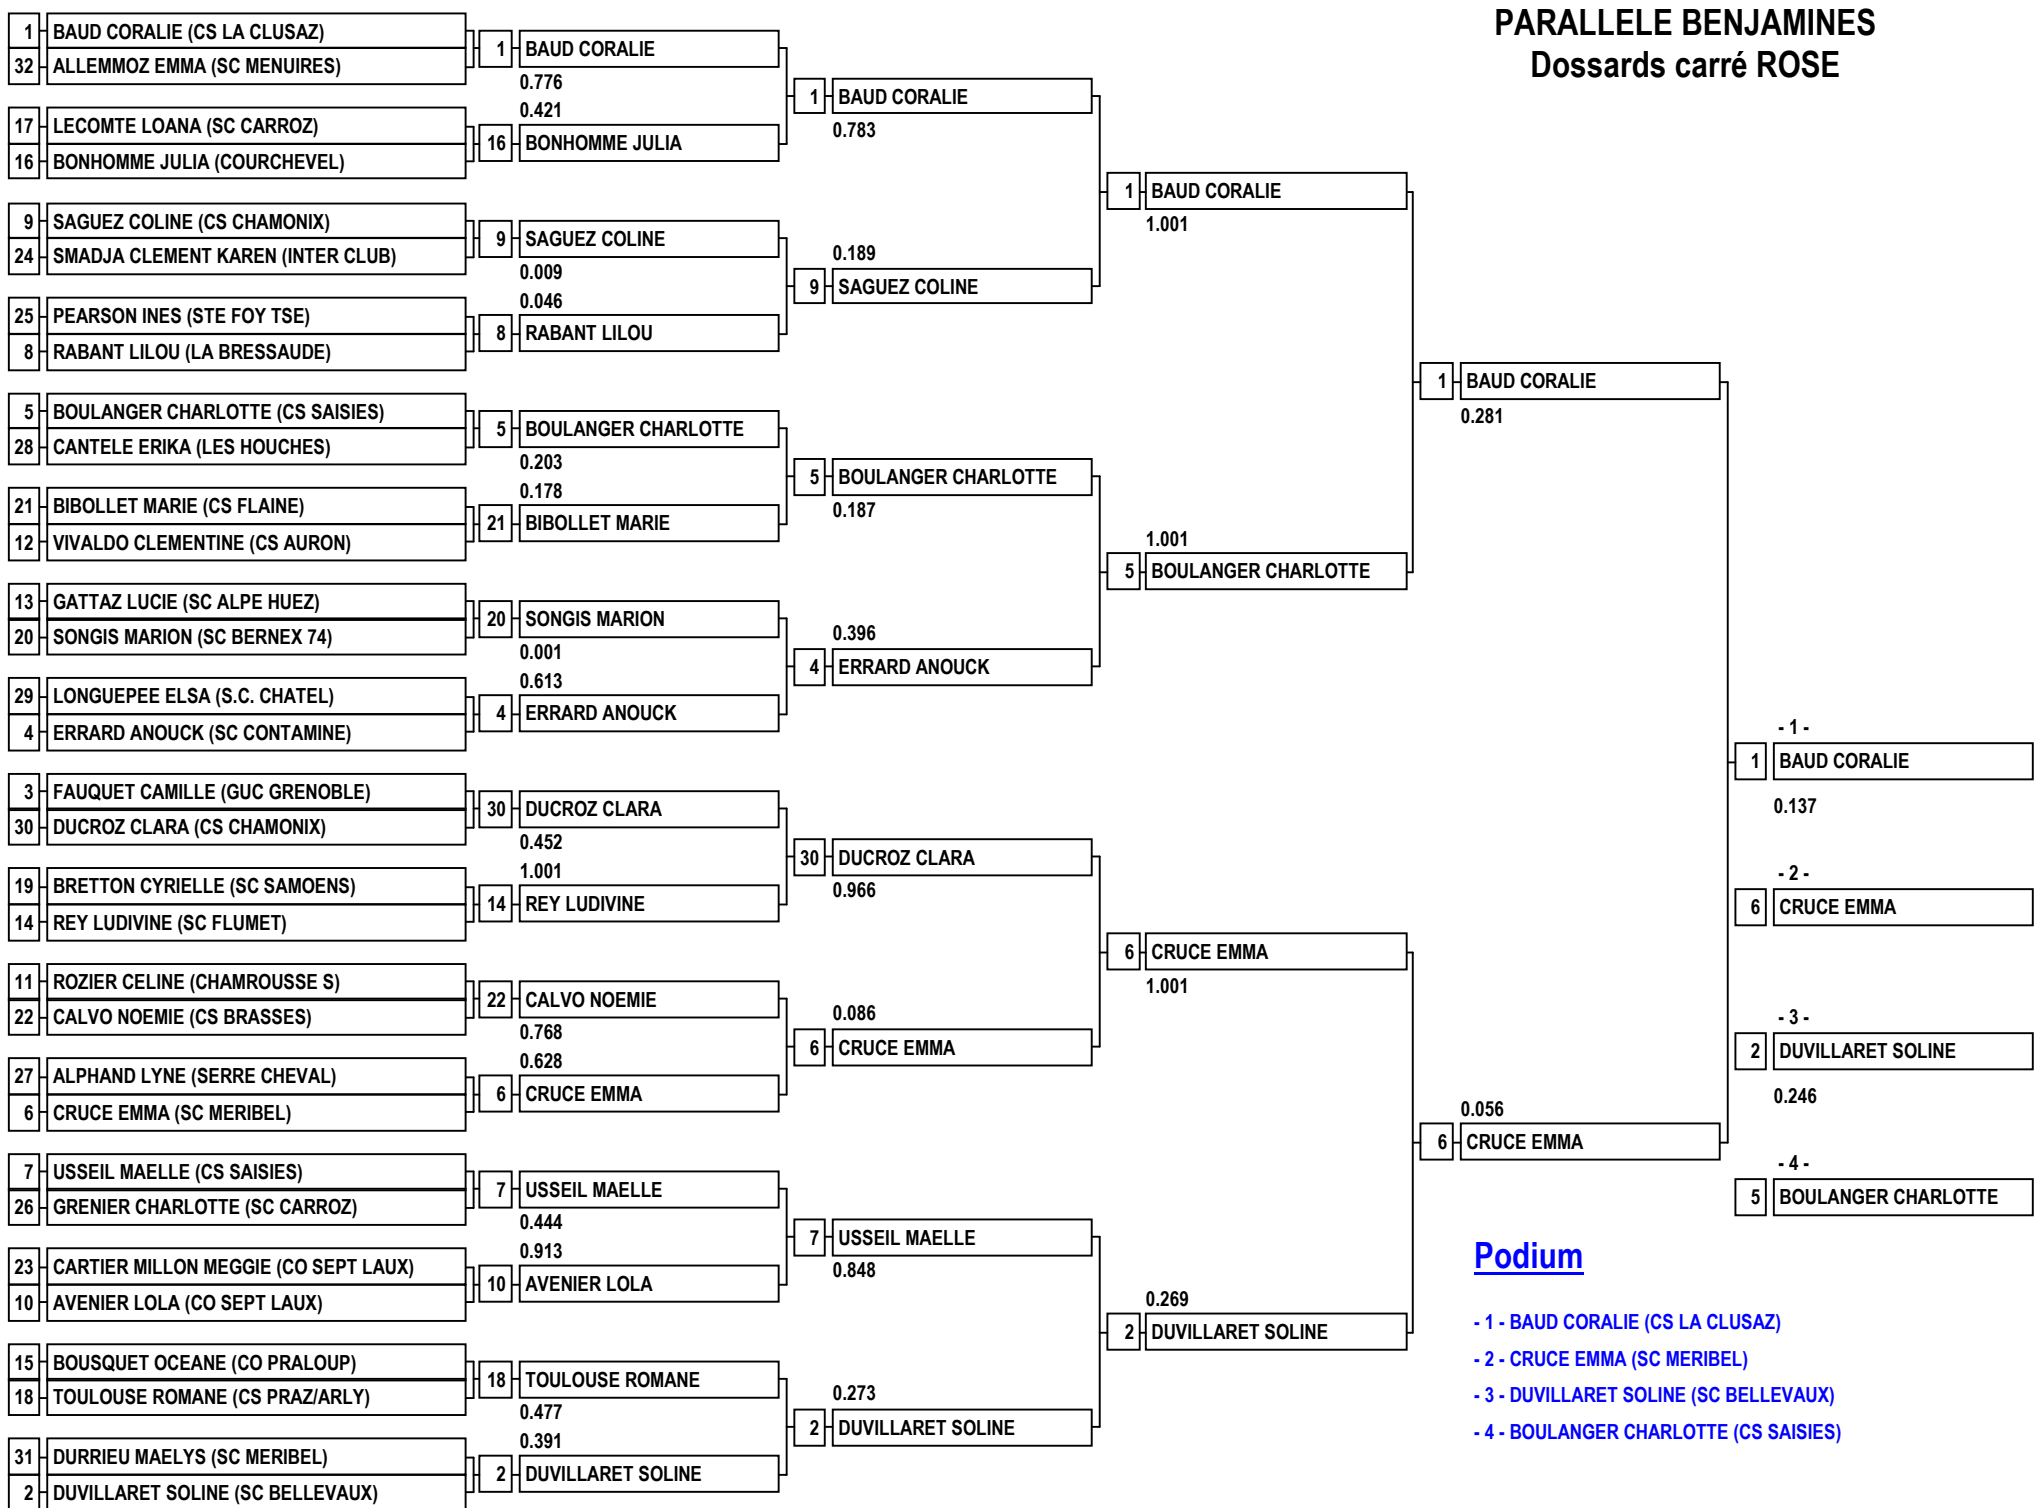 PARALLELE BENJAMINES
Dossards carré ROSE
1 BAUD CORALIE (CS LA CLUSAZ)
32 ALLEMMOZ EMMA (SC MENUIRES)
17 LECOMTE LOANA (SC CARROZ)
16 BONHOMME JULIA (COURCHEVEL)
9 SAGUEZ COLINE (CS CHAMONIX)
24 SMADJA CLEMENT KAREN (INTER CLUB)
25 PEARSON INES (STE FOY TSE)
8 RABANT LILOU (LA BRESSAUDE)
5 BOULANGER CHARLOTTE (CS SAISIES)
28 CANTELE ERIKA (LES HOUCHES)
21 BIBOLLET MARIE (CS FLAINE)
12 VIVALDO CLEMENTINE (CS AURON)
13 GATTAZ LUCIE (SC ALPE HUEZ)
20 SONGIS MARION (SC BERNEX 74)
29 LONGUEPEE ELSA (S.C. CHATEL)
4 ERRARD ANOUCK (SC CONTAMINE)
3 FAUQUET CAMILLE (GUC GRENOBLE)
30 DUCROZ CLARA (CS CHAMONIX)
19 BRETTON CYRIELLE (SC SAMOENS)
14 REY LUDIVINE (SC FLUMET)
11 ROZIER CELINE (CHAMROUSSE S)
22 CALVO NOEMIE (CS BRASSES)
27 ALPHAND LYNE (SERRE CHEVAL)
6 CRUCE EMMA (SC MERIBEL)
7 USSEIL MAELLE (CS SAISIES)
26 GRENIER CHARLOTTE (SC CARROZ)
23 CARTIER MILLON MEGGIE (CO SEPT LAUX)
10 AVENIER LOLA (CO SEPT LAUX)
15 BOUSQUET OCEANE (CO PRALOUP)
18 TOULOUSE ROMANE (CS PRAZ/ARLY)
31 DURRIEU MAELYS (SC MERIBEL)
2 DUVILLARET SOLINE (SC BELLEVAUX)
1 BAUD CORALIE
0.776
0.421
16 BONHOMME JULIA
9 SAGUEZ COLINE
0.009
0.046
8 RABANT LILOU
5 BOULANGER CHARLOTTE
0.203
0.178
21 BIBOLLET MARIE
20 SONGIS MARION
0.001
0.613
4 ERRARD ANOUCK
30 DUCROZ CLARA
0.452
1.001
14 REY LUDIVINE
22 CALVO NOEMIE
0.768
0.628
6 CRUCE EMMA
7 USSEIL MAELLE
0.444
0.913
10 AVENIER LOLA
18 TOULOUSE ROMANE
0.477
0.391
2 DUVILLARET SOLINE
1 BAUD CORALIE
0.783
0.189
9 SAGUEZ COLINE
5 BOULANGER CHARLOTTE
0.187
0.396
4 ERRARD ANOUCK
30 DUCROZ CLARA
0.966
0.086
6 CRUCE EMMA
7 USSEIL MAELLE
0.848
0.273
2 DUVILLARET SOLINE
1 BAUD CORALIE
1.001
1.001
5 BOULANGER CHARLOTTE
6 CRUCE EMMA
1.001
0.269
2 DUVILLARET SOLINE
1 BAUD CORALIE
0.281
0.056
6 CRUCE EMMA
- 1 -
1 BAUD CORALIE
0.137
- 2 -
6 CRUCE EMMA
- 3 -
2 DUVILLARET SOLINE
0.246
- 4 -
5 BOULANGER CHARLOTTE
Podium
- 1 - BAUD CORALIE (CS LA CLUSAZ)
- 2 - CRUCE EMMA (SC MERIBEL)
- 3 - DUVILLARET SOLINE (SC BELLEVAUX)
- 4 - BOULANGER CHARLOTTE (CS SAISIES)